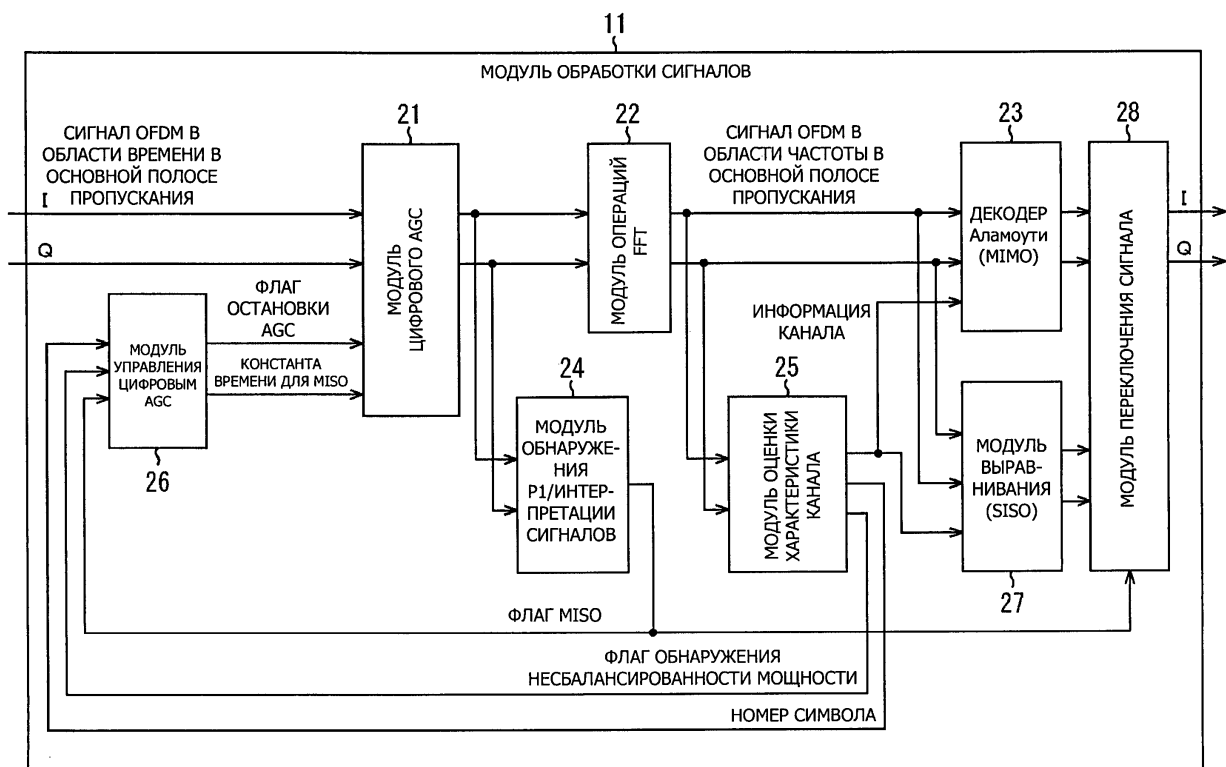 11
МОДУЛЬ ОБРАБОТКИ СИГНАЛОВ
СИГНАЛ OFDM В
ОБЛАСТИ ВРЕМЕНИ В
ОСНОВНОЙ ПОЛОСЕ
ПРОПУСКАНИЯ
I
Q
21
МОДУЛЬ
ЦИФРОВОГО AGC
22
МОДУЛЬ ОПЕРАЦИЙ
FFT
СИГНАЛ OFDM В
ОБЛАСТИ ЧАСТОТЫ В
ОСНОВНОЙ ПОЛОСЕ
ПРОПУСКАНИЯ
23
ДЕКОДЕР
Аламоути
(MIMO)
28
МОДУЛЬ ПЕРЕКЛЮЧЕНИЯ СИГНАЛА
I
Q
ФЛАГ
ОСТАНОВКИ
AGC
КОНСТАНТА
ВРЕМЕНИ ДЛЯ MISO
МОДУЛЬ
УПРАВЛЕНИЯ
ЦИФРОВЫМ
AGC
26
24
МОДУЛЬ
ОБНАРУЖЕ-
НИЯ
P1/ИНТЕР-
ПРЕТАЦИИ
СИГНАЛОВ
ИНФОРМАЦИЯ
КАНАЛА
25
МОДУЛЬ ОЦЕНКИ
ХАРАКТЕРИСТИКИ
КАНАЛА
МОДУЛЬ
ВЫРАВ-
НИВАНИЯ
(SISO)
27
ФЛАГ MISO
ФЛАГ ОБНАРУЖЕНИЯ
НЕСБАЛАНСИРОВАННОСТИ МОЩНОСТИ
НОМЕР СИМВОЛА